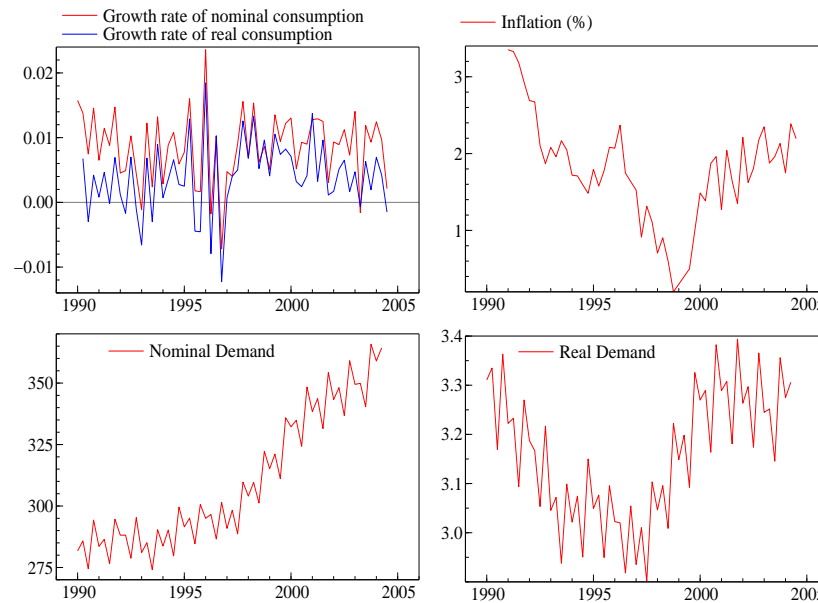 Growth rate of nominal consumption
Growth rate of real consumption
0.02
0.01
0.00
−0.01
1990 1995 2000 2005
Inflation (%)
3
2
1
1990 1995 2000 2005
Nominal Demand
350
325
300
275
1990 1995 2000 2005
Real Demand
3.4
3.3
3.2
3.1
3.0
1990 1995 2000 2005